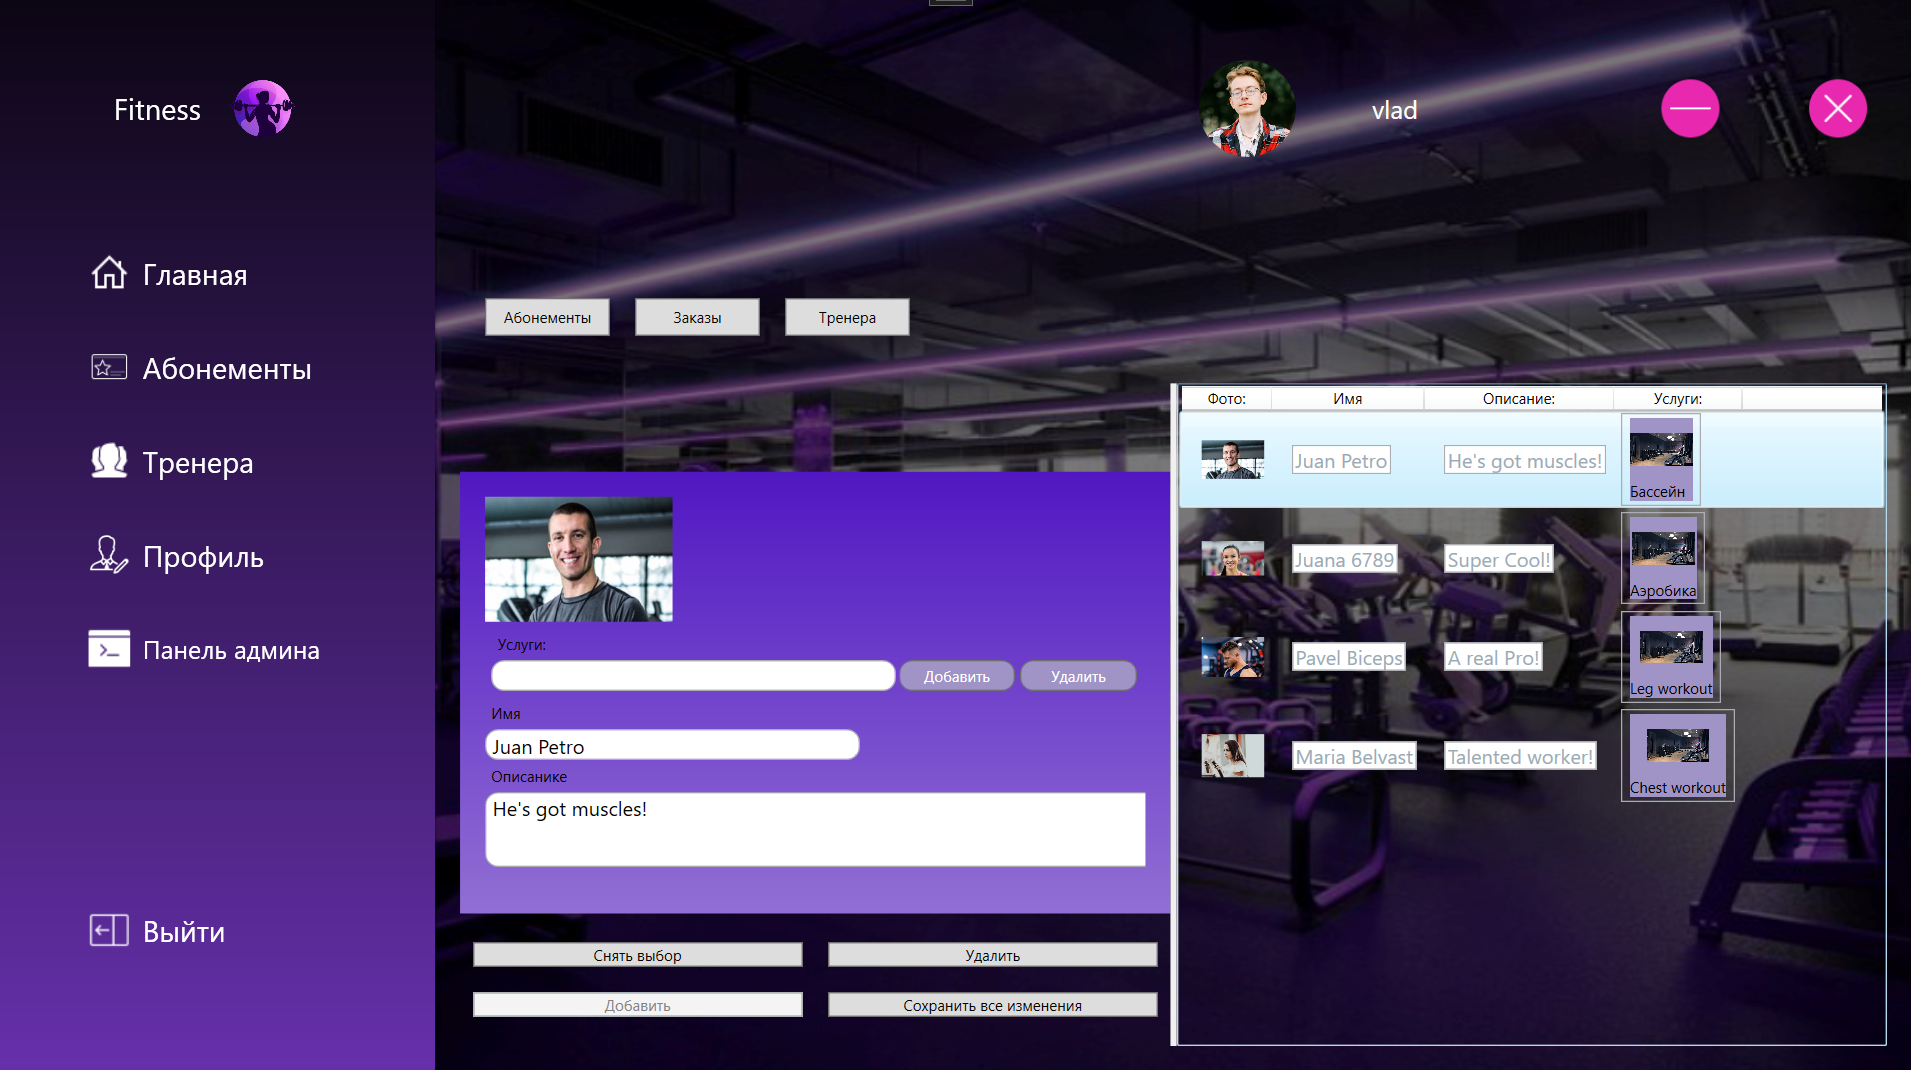 Fitness
vlad
Главная
Абонементы
Тренера
Профиль
Панель админа
Выйти
Абонементы
Заказы
Тренера
Услуги:
Добавить
Удалить
Имя
Juan Petro
Описанике
He's got muscles!
Снять выбор
Удалить
Добавить
Сохранить все изменения
Фото: Имя Описание: Услуги:
Juan Petro He's got muscles! Бассейн
Juana 6789 Super Cool! Аэробика
Pavel Biceps A real Pro! Leg workout
Maria Belvast Talented worker! Chest workout